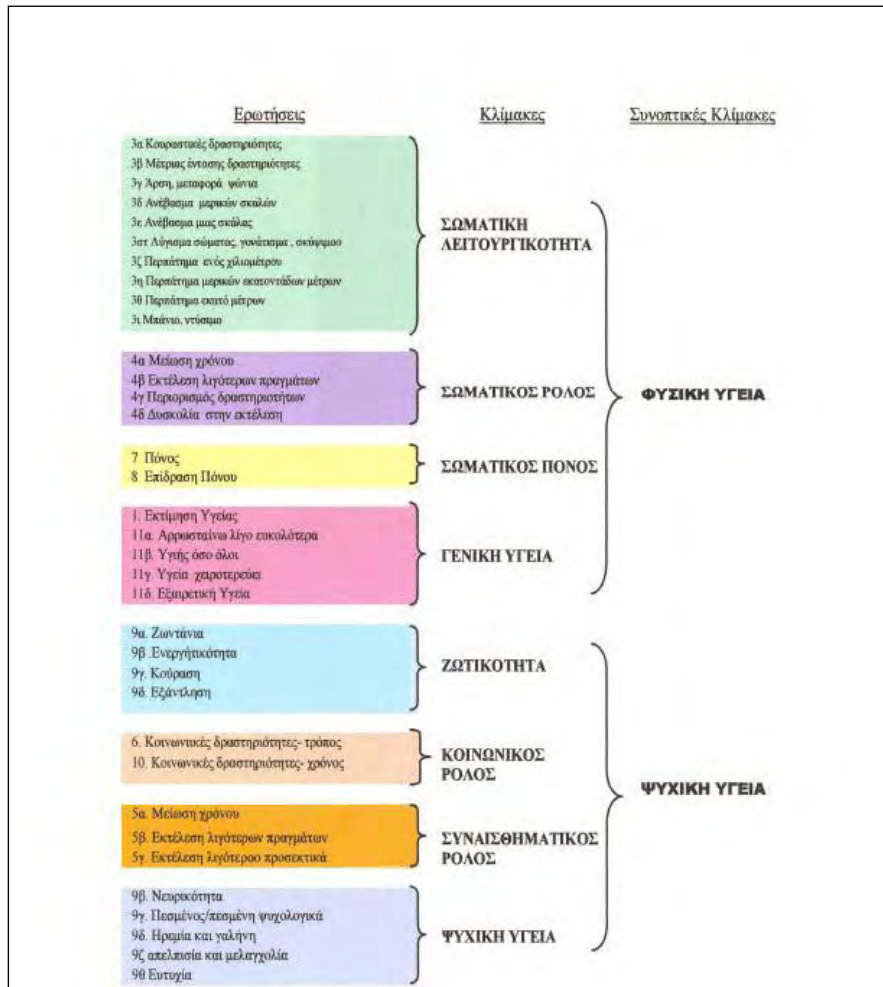 Ερωτήσεις
Κλίμακες
Συνοπτικές Κλίμακες
3α Κουραστικές δραστηριότητες
3β Μέτριας έντασης δραστηριότητες
3γ Άρση, μεταφορά ψώνια
3δ Ανέβασμα μερικών σκαλών
3ε Ανέβασμα μιας σκάλας
3στ Λύγισμα σώματος, γονάτισμα , σκύψιμοο
3ζ Περπάτημα ενός χιλιομέτρου
3η Περπάτημα μερικών εκατοντάδων μέτρων
3θ Περπάτημα εκατό μέτρων
3ι Μπάνιο, ντύσιμο
ΣΩΜΑΤΙΚΗ
ΛΕΙΤΟΥΡΓΙΚΟΤΗΤΑ
4α Μείωση χρόνου
4β Εκτέλεση λιγότερων πραγμάτων
4γ Περιορισμός δραστηριοτήτων
4δ Δυσκολία στην εκτέλεση
ΣΩΜΑΤΙΚΟΣ ΡΟΛΟΣ
7 Πόνος
8 Επίδραση Πόνου
ΣΩΜΑΤΙΚΟΣ ΠΟΝΟΣ
1. Εκτίμηση Υγείας
11α. Αρρωσταίνω λίγο ευκολότερα
11β. Υγιής όσο όλοι
11γ. Υγεία χειροτερεύει
11δ. Εξαιρετική Υγεία
ΓΕΝΙΚΗ ΥΓΕΙΑ
ΦΥΣΙΚΗ ΥΓΕΙΑ
9α. Ζωντάνια
9β .Ενεργήτικότητα
9γ. Κούραση
9δ. Εξάντληση
ΖΩΤΙΚΟΤΗΤΑ
6. Κοινωνικές δραστηριότητες- τρόπος
10. Κοινωνικές δραστηριότητες- χρόνος
ΚΟΙΝΩΝΙΚΟΣ
ΡΟΛΟΣ
5α. Μείωση χρόνου
5β. Εκτέλεση λιγότερων πραγμάτων
5γ. Εκτέλεση λιγότεροο προσεκτικά
ΣΥΝΑΙΣΘΗΜΑΤΙΚΟΣ
ΡΟΛΟΣ
9β. Νευρικότητα
9γ. Πεσμένος/πεσμένη ψυχολογικά
9δ. Ηρεμία και γαλήνη
9ζ απελπισία και μελαγχολία
9θ Ευτυχία
ΨΥΧΙΚΗ ΥΓΕΙΑ
ΨΥΧΙΚΗ ΥΓΕΙΑ